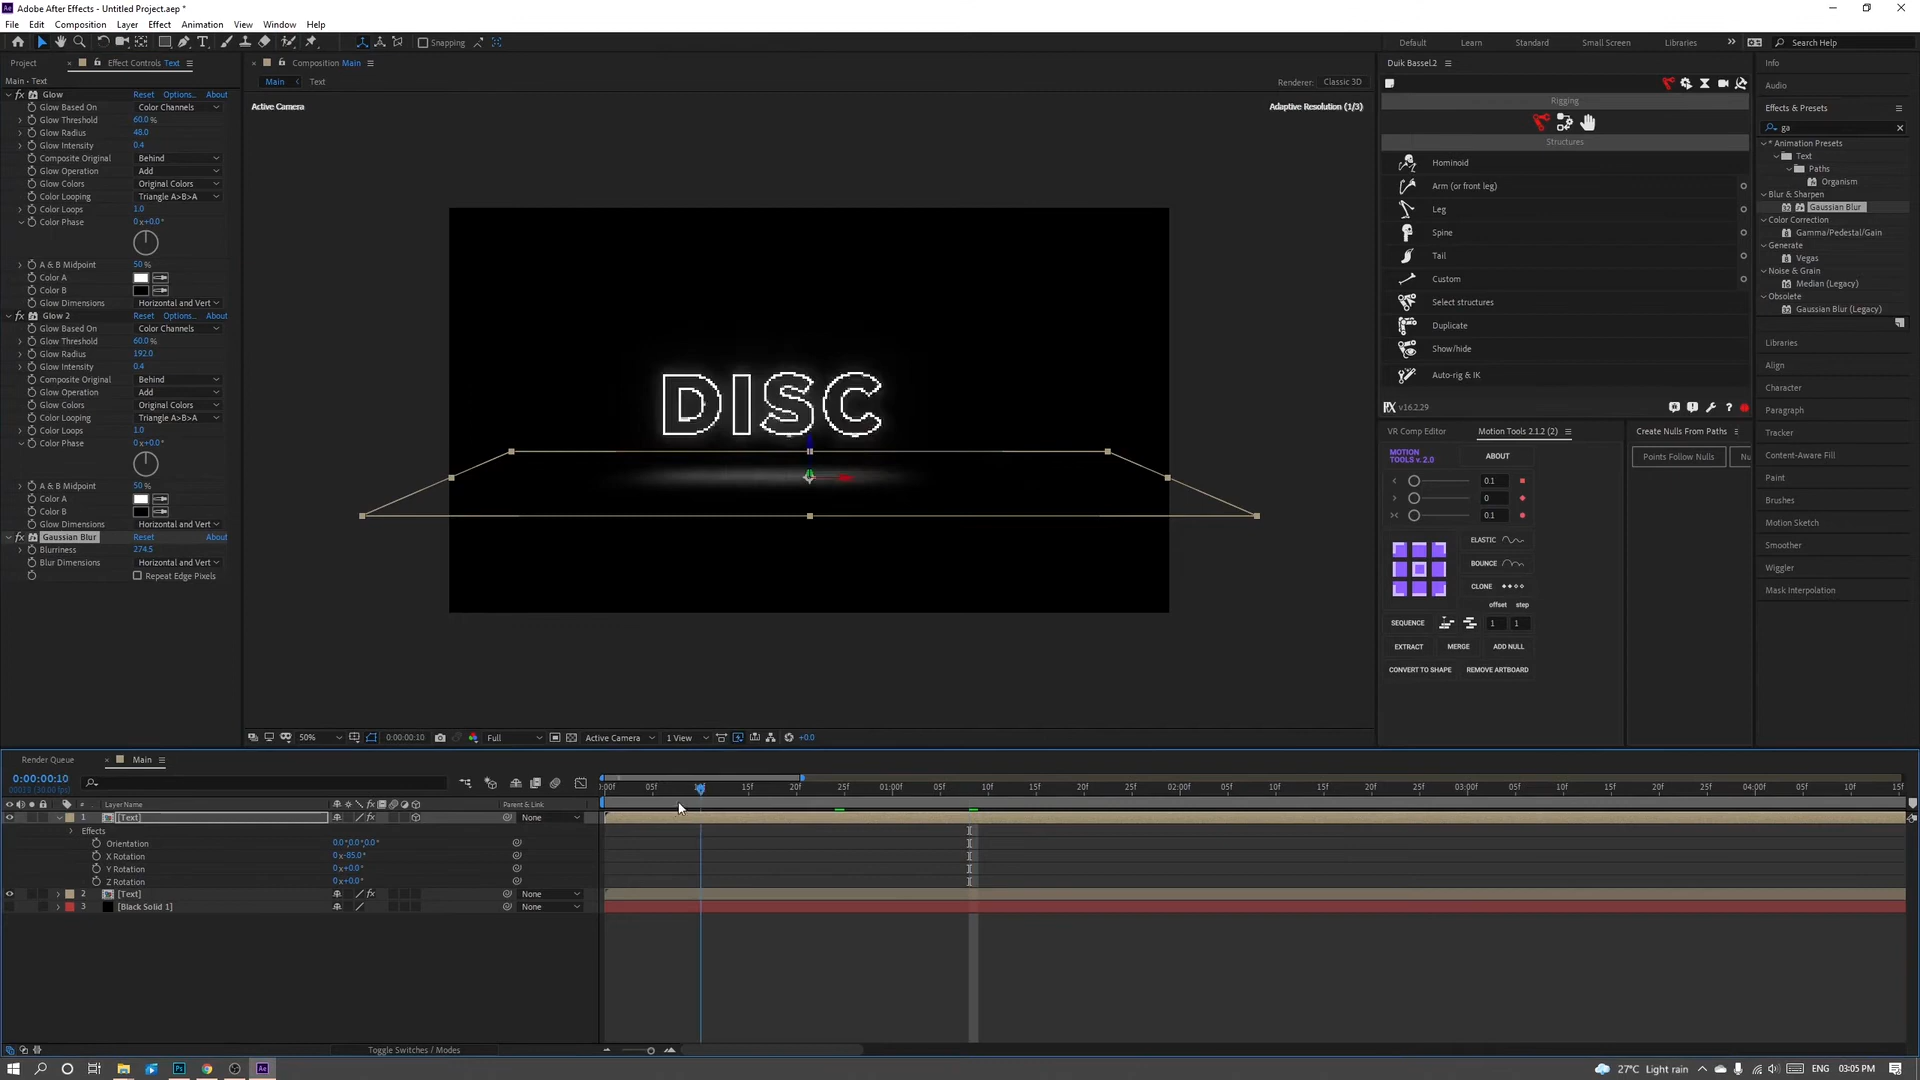 Adobe After Effects - Untitled Project.aep *
File Edit Composition Layer Effect Animation View Window Help
Snapping
Default Learn Standard Small Screen Libraries Search Help
Project Effect Controls Text
Main • Text
Glow Reset Options... About
Glow Based On Color Channels
Glow Threshold 60.0 %
Glow Radius 48.0
Glow Intensity 0.4
Composite Original Behind
Glow Operation Add
Glow Colors Original Colors
Color Looping Triangle A>B>A
Color Loops 1.0
Color Phase 0 x+0.0 °
A & B Midpoint 50 %
Color A
Color B
Glow Dimensions Horizontal and Vert
Glow 2 Reset Options... About
Glow Based On Color Channels
Glow Threshold 60.0 %
Glow Radius 192.0
Glow Intensity 0.4
Composite Original Behind
Glow Operation Add
Glow Colors Original Colors
Color Looping Triangle A>B>A
Color Loops 1.0
Color Phase 0 x+0.0 °
A & B Midpoint 50 %
Color A
Color B
Glow Dimensions Horizontal and Vert
Gaussian Blur Reset About
Blurriness 274.5
Blur Dimensions Horizontal and Vert
Repeat Edge Pixels
Composition Main
Main Text
Renderer: Classic 3D
Active Camera
Adaptive Resolution (1/3)
DISC
50% 0:00:00:10 Full Active Camera 1 View +0.0
Duik Bassel.2
Rigging
Structures
Hominoid
Arm (or front leg)
Leg
Spine
Tail
Custom
Select structures
Duplicate
Show/hide
Auto-rig & IK
v16.2.29
VR Comp Editor Motion Tools 2.1.2 (2) Create Nulls From Paths
MOTION TOOLS v. 2.0 ABOUT
Points Follow Nulls Nu
0.1
0
0.1
ELASTIC
BOUNCE
CLONE
offset step
SEQUENCE 1 1
EXTRACT MERGE ADD NULL
CONVERT TO SHAPE REMOVE ARTBOARD
Info
Audio
Effects & Presets
ga
* Animation Presets
Text
Paths
Organism
Blur & Sharpen
Gaussian Blur
Color Correction
Gamma/Pedestal/Gain
Generate
Vegas
Noise & Grain
Median (Legacy)
Obsolete
Gaussian Blur (Legacy)
Libraries
Align
Character
Paragraph
Tracker
Content-Aware Fill
Paint
Brushes
Motion Sketch
Smoother
Wiggler
Mask Interpolation
Render Queue Main
0:00:00:10
:00f 05f 15f 20f 25f 05f 10f 15f 20f 25f 02:00f 05f 10f 15f 20f 25f 03:00f 05f 10f 15f 20f 25f 04:00f 05f 10f 15f
# Layer Name Parent & Link
1 [Text] None
Effects
Orientation 0.0°,0.0°,0.0°
X Rotation 0 x-85.0°
Y Rotation 0 x+0.0°
Z Rotation 0 x+0.0°
2 [Text] None
3 [Black Solid 1] None
Toggle Switches / Modes
27°C Light rain ENG 03:05 PM